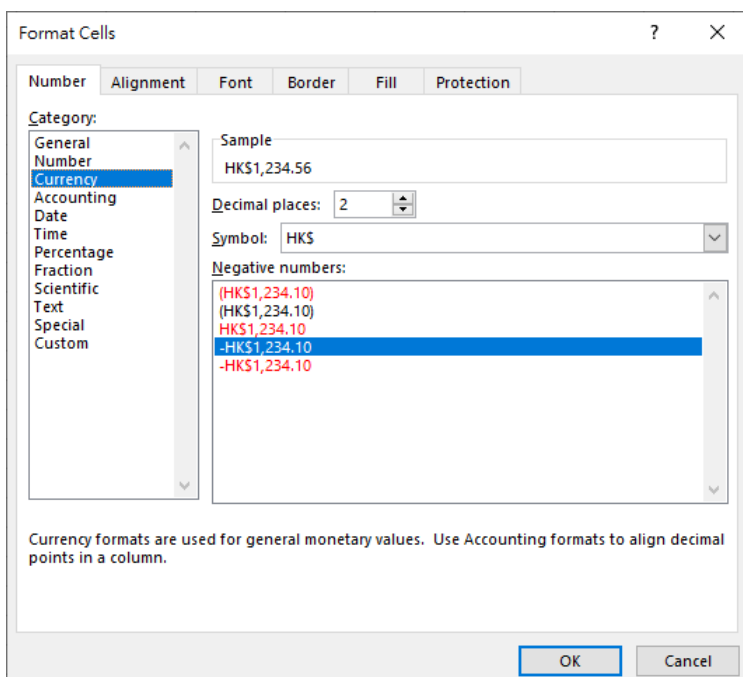 Format Cells
?
Number
Alignment
Font
Border
Fill
Protection
Category:
General
Number
Currency
Accounting
Date
Time
Percentage
Fraction
Scientific
Text
Special
Custom
Sample
HK$1,234.56
Decimal places: 2
Symbol: HK$
Negative numbers:
(HK$1,234.10)
(HK$1,234.10)
HK$1,234.10
-HK$1,234.10
-HK$1,234.10
Currency formats are used for general monetary values.  Use Accounting formats to align decimal
points in a column.
OK
Cancel